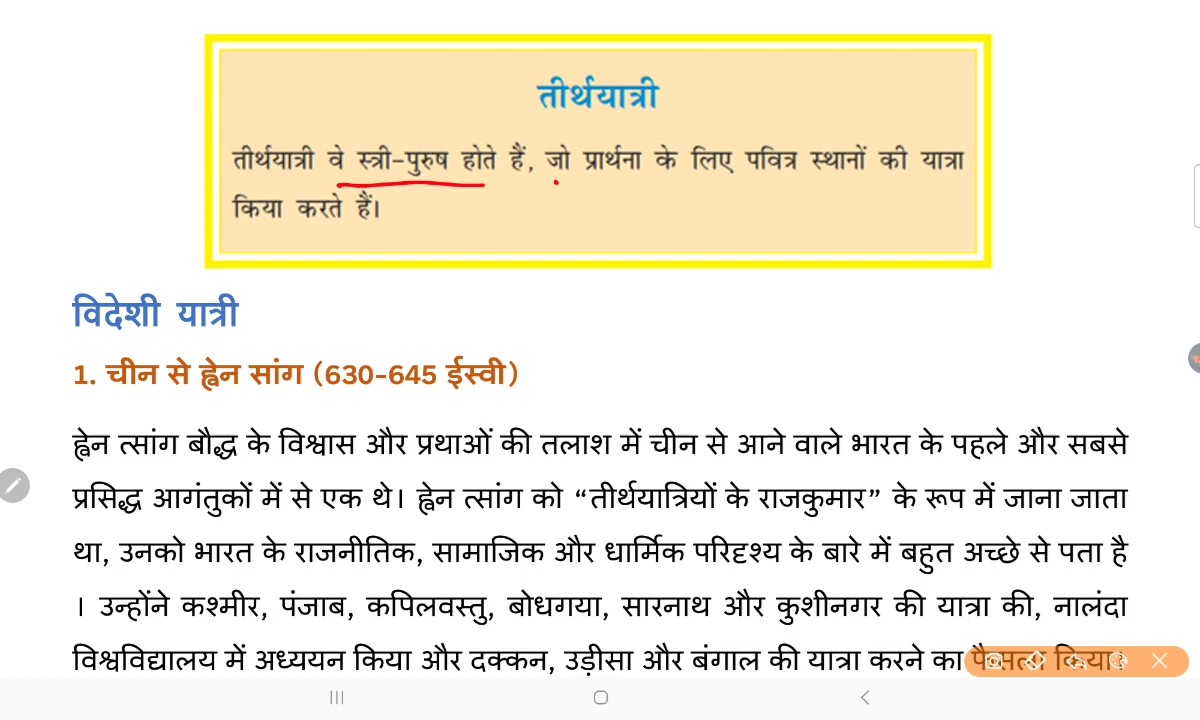 तीर्थयात्री
तीर्थयात्री वे स्त्री-पुरुष होते हैं, जो प्रार्थना के लिए पवित्र स्थानों की यात्रा
किया करते हैं।
विदेशी यात्री
1. चीन से ह्वेन सांग (630-645 ईस्वी)
ह्वेन त्सांग बौद्ध के विश्वास और प्रथाओं की तलाश में चीन से आने वाले भारत के पहले और सबसे
प्रसिद्ध आगंतुकों में से एक थे। ह्वेन त्सांग को “तीर्थयात्रियों के राजकुमार” के रूप में जाना जाता
था, उनको भारत के राजनीतिक, सामाजिक और धार्मिक परिदृश्य के बारे में बहुत अच्छे से पता है
। उन्होंने कश्मीर, पंजाब, कपिलवस्तु, बोधगया, सारनाथ और कुशीनगर की यात्रा की, नालंदा
विश्वविद्यालय में अध्ययन किया और दक्कन, उड़ीसा और बंगाल की यात्रा करने का फैसला किया।